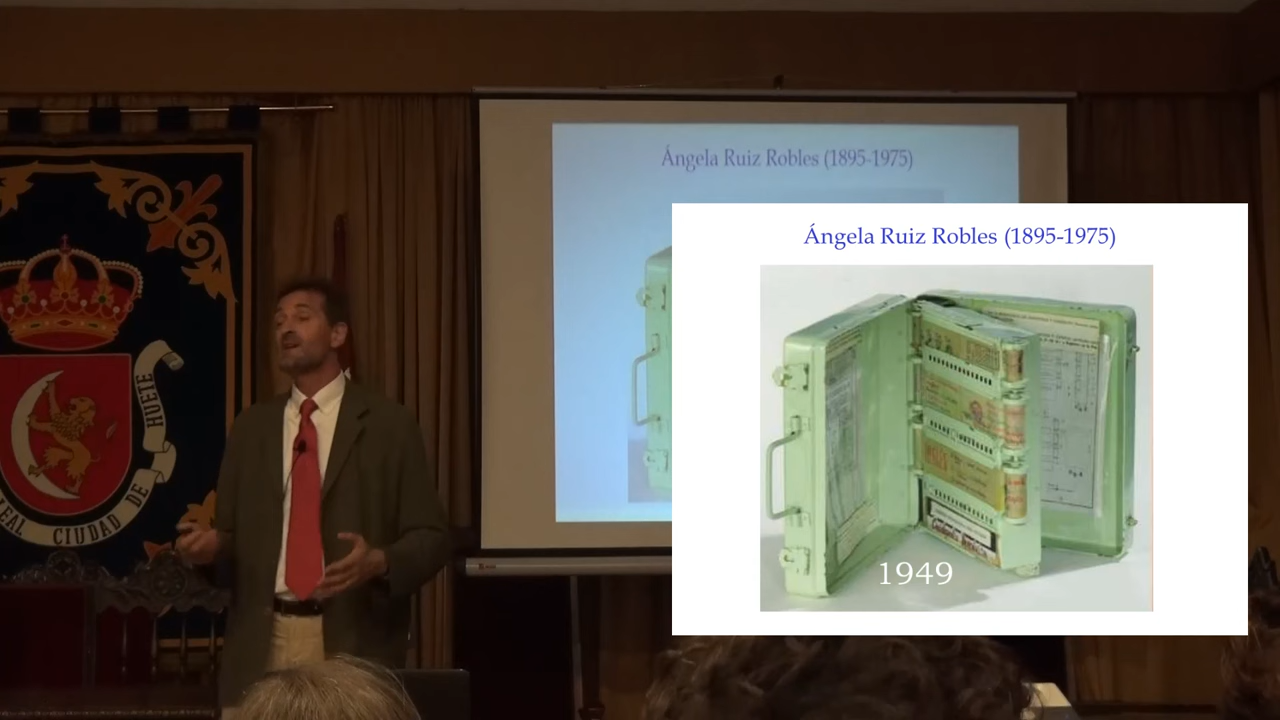 Ángela Ruiz Robles (1895-1975)
Ángela Ruiz Robles (1895-1975)
1949
HUETE
REAL CIUDAD DE